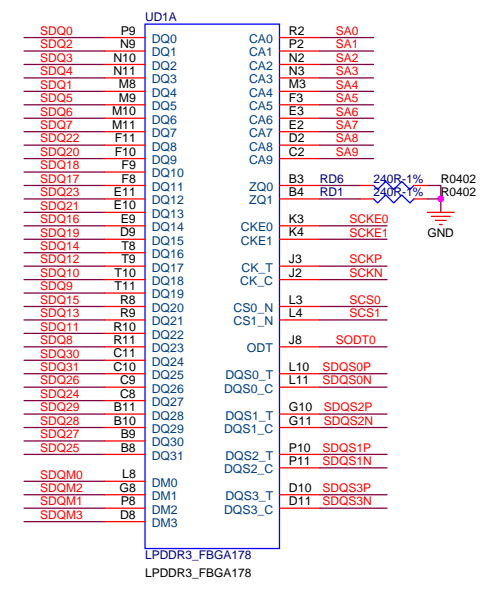 UD1A
SDQ0 P9 DQ0 CA0 R2 SA0
SDQ2 N9 DQ1 CA1 P2 SA1
SDQ3 N10 DQ2 CA2 N2 SA2
SDQ4 N11 DQ3 CA3 N3 SA3
SDQ1 M8 DQ4 CA4 M3 SA4
SDQ5 M9 DQ5 CA5 F3 SA5
SDQ6 M10 DQ6 CA6 E3 SA6
SDQ7 M11 DQ7 CA7 E2 SA7
SDQ22 F11 DQ8 CA8 D2 SA8
SDQ20 F10 DQ9 CA9 C2 SA9
SDQ18 F9 DQ10
SDQ17 F8 DQ11 ZQ0 B3 RD6 240R-1% R0402
SDQ23 E11 DQ12 ZQ1 B4 RD1 240R-1% R0402
SDQ21 E10 DQ13
SDQ16 E9 DQ14 CKE0 K3 SCKE0
SDQ19 D9 DQ15 CKE1 K4 SCKE1
GND
SDQ14 T8 DQ16
SDQ12 T9 DQ17 CK_T J3 SCKP
SDQ10 T10 DQ18 CK_C J2 SCKN
SDQ9 T11 DQ19
SDQ15 R8 DQ20 CS0_N L3 SCS0
SDQ13 R9 DQ21 CS1_N L4 SCS1
SDQ11 R10 DQ22
SDQ8 R11 DQ23 ODT J8 SODT0
SDQ30 C11 DQ24
SDQ31 C10 DQ25 DQS0_T L10 SDQS0P
SDQ26 C9 DQ26 DQS0_C L11 SDQS0N
SDQ24 C8 DQ27
SDQ29 B11 DQ28 DQS1_T G10 SDQS2P
SDQ28 B10 DQ29 DQS1_C G11 SDQS2N
SDQ27 B9 DQ30
SDQ25 B8 DQ31 DQS2_T P10 SDQS1P
DQS2_C P11 SDQS1N
SDQM0 L8 DM0
SDQM2 G8 DM1 DQS3_T D10 SDQS3P
SDQM1 P8 DM2 DQS3_C D11 SDQS3N
SDQM3 D8 DM3
LPDDR3_FBGA178
LPDDR3_FBGA178